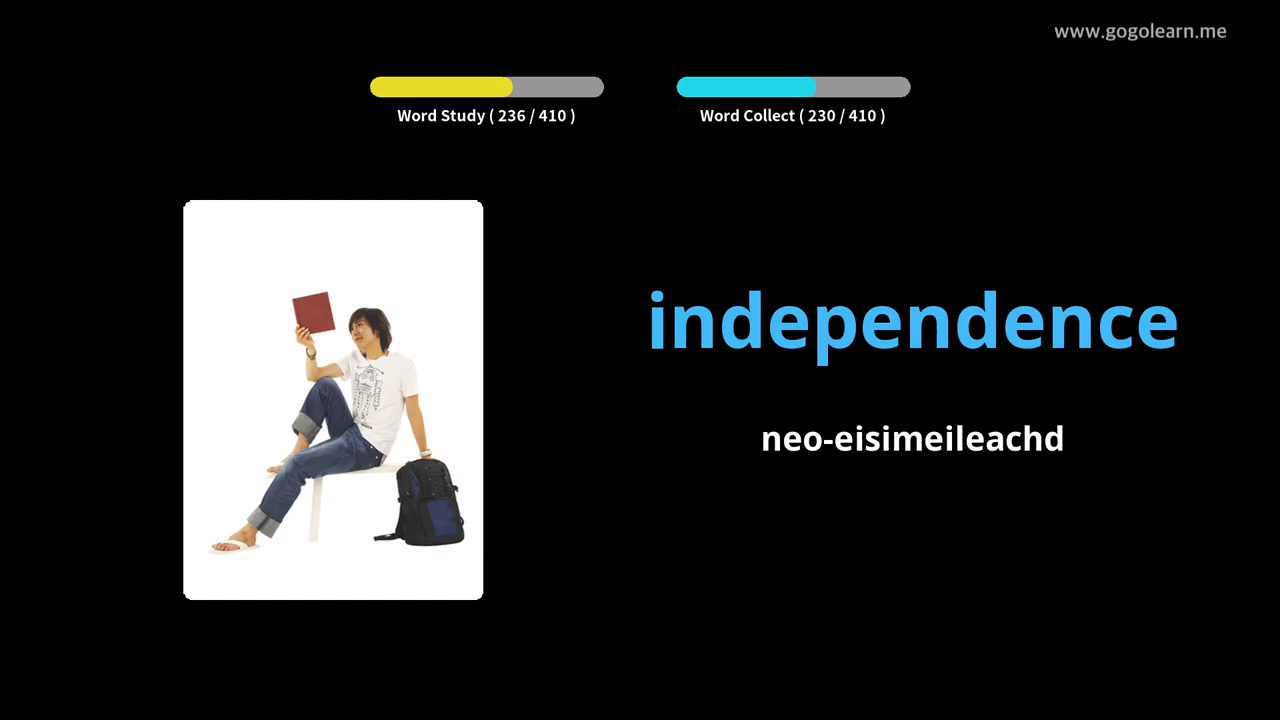 www.gogolearn.me
Word Study ( 236 / 410 )
Word Collect ( 230 / 410 )
independence
neo-eisimeileachd